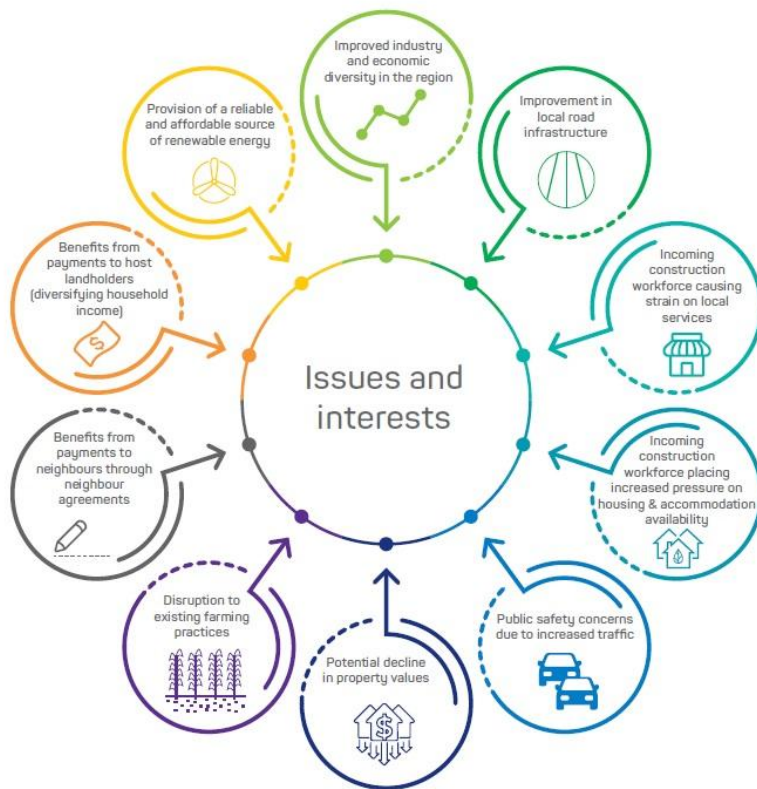 Improved industry
and economic
diversity in the region
Improvement in
local road
infrastructure
Incoming
construction
workforce causing
strain on local
services
Incoming
construction
workforce placing
increased pressure on
housing & accommodation
availability
Public safety concerns
due to increased traffic
Potential decline
in property values
$
Disruption to
existing farming
practices
Benefits from
payments to
neighbours through
neighbour
agreements
Benefits from
payments to host
landholders
(diversifying household
income)
$
Provision of a reliable
and affordable source
of renewable energy
Issues and
interests